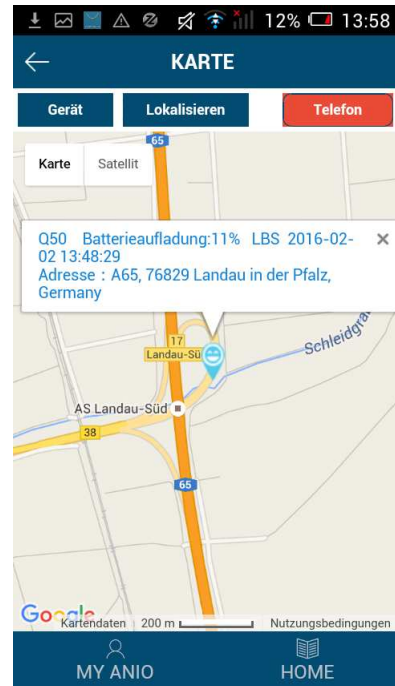 12% 13:58
KARTE
Gerät Lokalisieren Telefon
65
Karte Satellit
Q50 Batterieaufladung:11% LBS 2016-02-
02 13:48:29
Adresse : A65, 76829 Landau in der Pfalz,
Germany
17
Landau-Sü
Schleidgra
AS Landau-Süd
38
65
Google
Kartendaten 200 m Nutzungsbedingungen
MY ANIO HOME